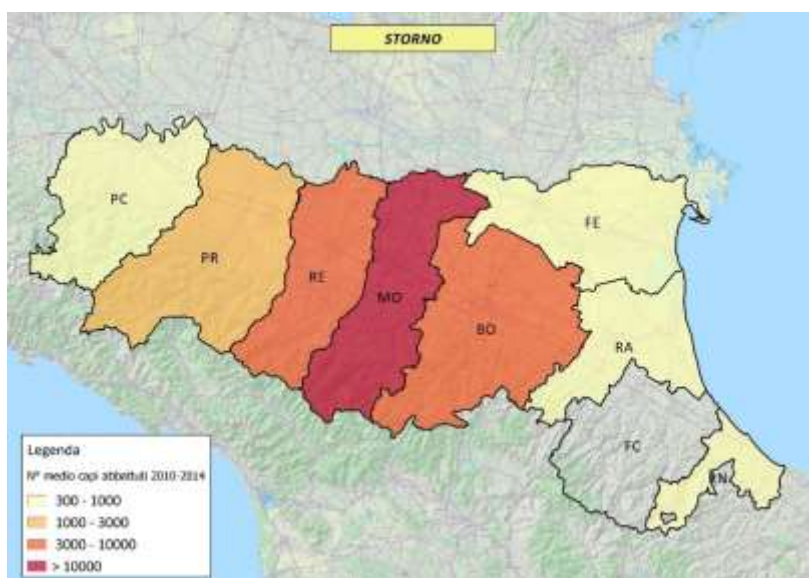 STORNO
PC
PR
RE
MO
BO
FE
RA
FC
RN
Legenda
N° medio capi abbattuti 2010-2014
300 - 1000
1000 - 3000
3000 - 10000
> 10000